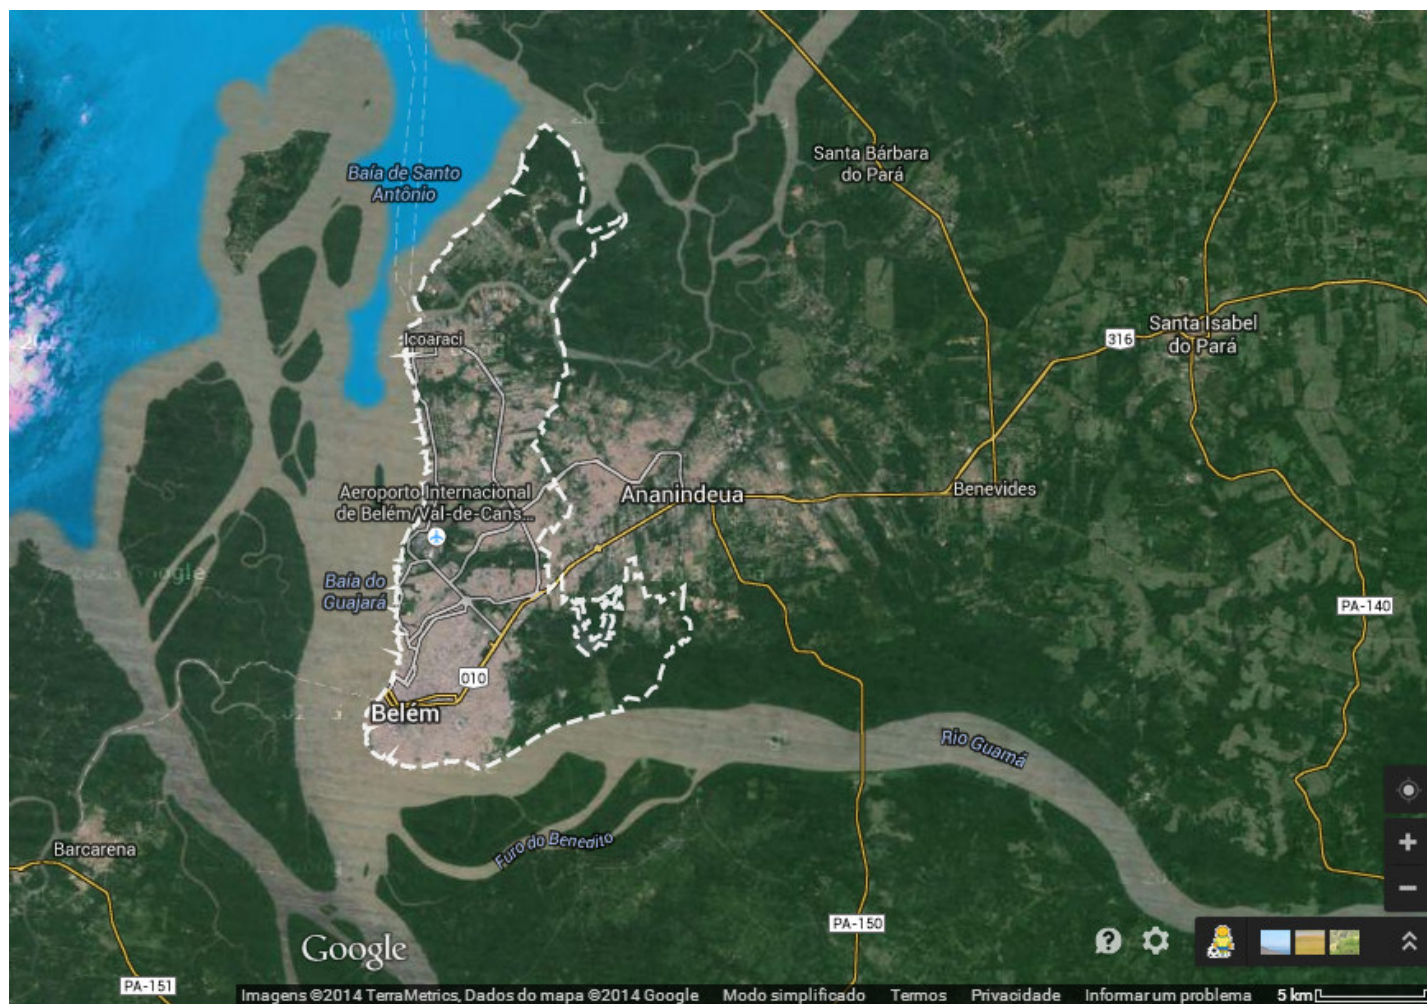 Google
Baía de Santo
Antônio
Santa Bárbara
do Pará
Icoaraci
316
Santa Isabel
do Pará
Aeroporto Internacional
de Belém/Val-de-Cans...
Ananindeua
Benevides
Baía do
Guajará
Google
PA-140
010
Belém
Rio Guamá
Furo do Benedito
Barcarena
PA-150
Google
PA-151
Imagens ©2014 TerraMetrics, Dados do mapa ©2014 Google Modo simplificado Termos Privacidade Informar um problema 5 km